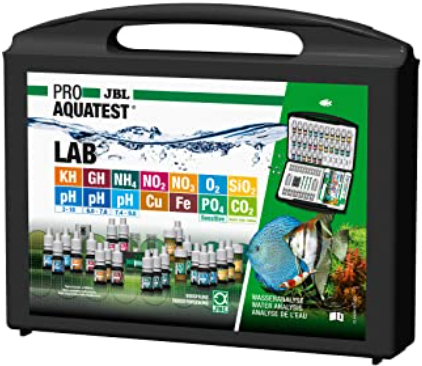 PRO JBL
AQUATEST®
LAB
KH GH NH₄ NO₂ NO₃ O₂ SiO₂
pH pH pH Cu Fe PO₄ CO₂
3-10 6,0-7,6 7,4-9,0 Sensitive
JBL
WASSERANALYSE
WATER ANALYSIS
ANALYSE DE L'EAU